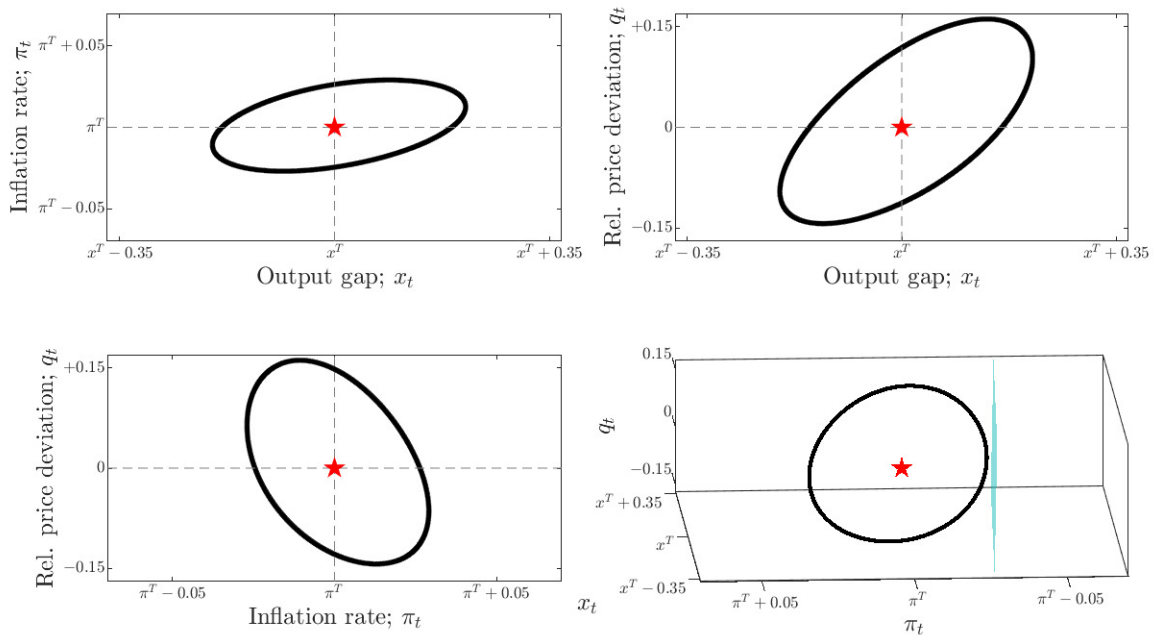 Inflation rate; π_t
π^T + 0.05
π^T
π^T − 0.05
x^T − 0.35
x^T
x^T + 0.35
Output gap; x_t
Rel. price deviation; q_t
+0.15
0
−0.15
x^T − 0.35
x^T
x^T + 0.35
Output gap; x_t
Rel. price deviation; q_t
+0.15
0
−0.15
π^T − 0.05
π^T
π^T + 0.05
Inflation rate; π_t
q_t
0.15
0
−0.15
x^T + 0.35
x^T
x^T − 0.35
x_t
π^T + 0.05
π^T
π^T − 0.05
π_t